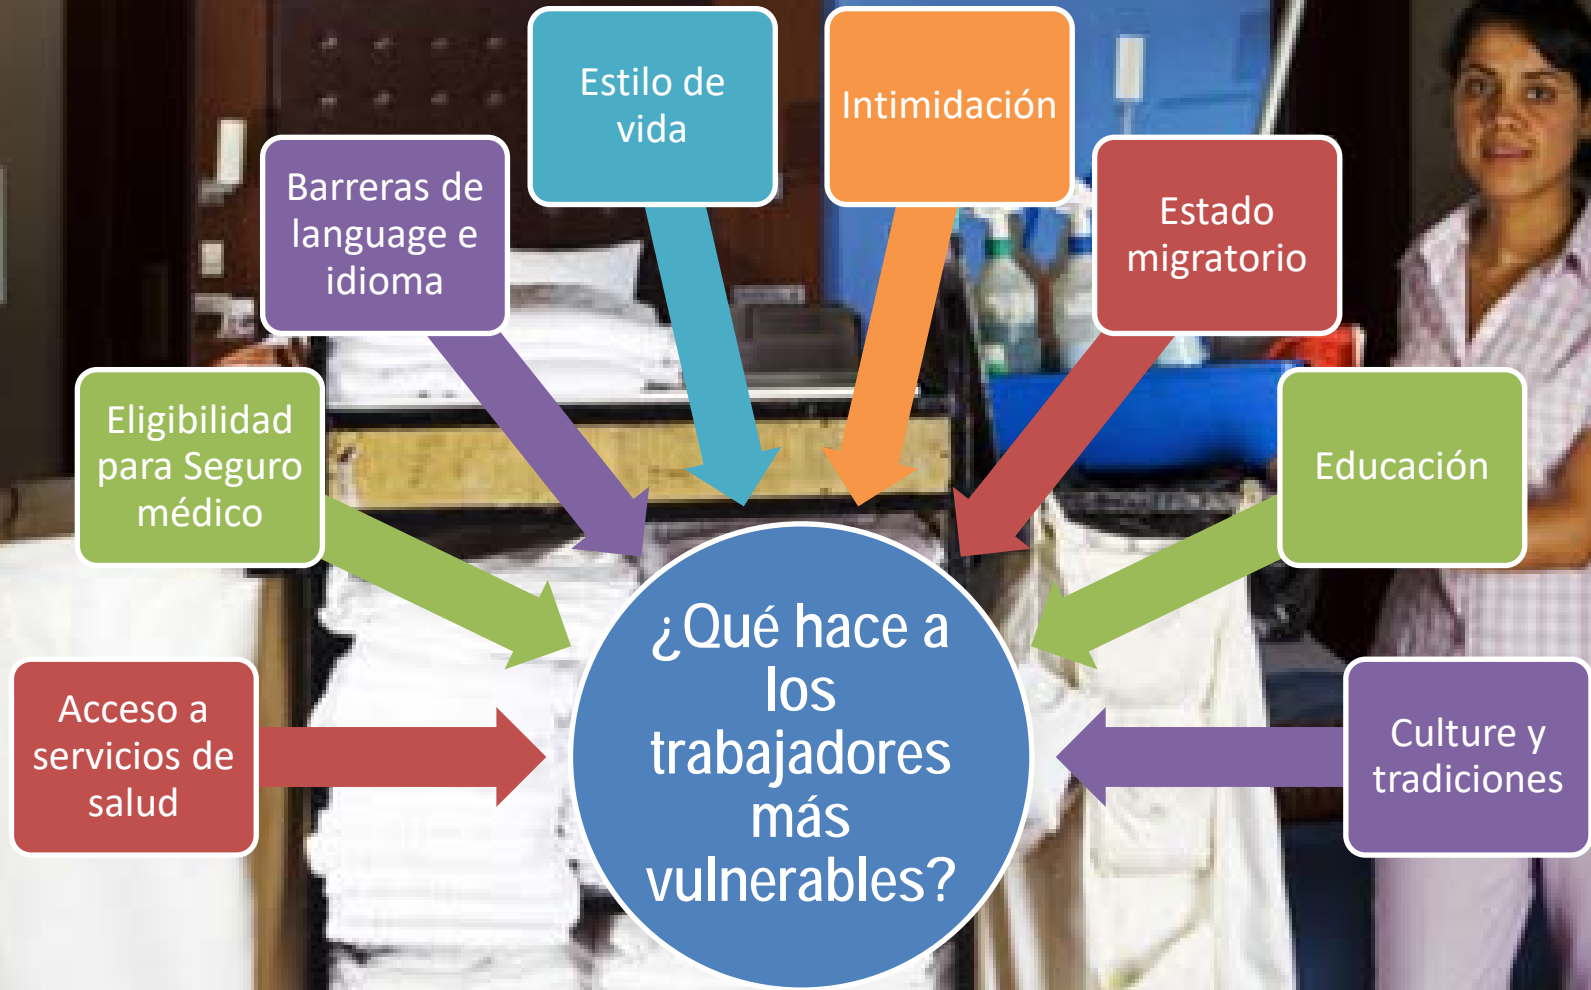 Estilo de
vida
Intimidación
Barreras de
language e
idioma
Estado
migratorio
Eligibilidad
para Seguro
médico
Educación
Acceso a
servicios de
salud
Culture y
tradiciones
¿Qué hace a
los
trabajadores
más
vulnerables?